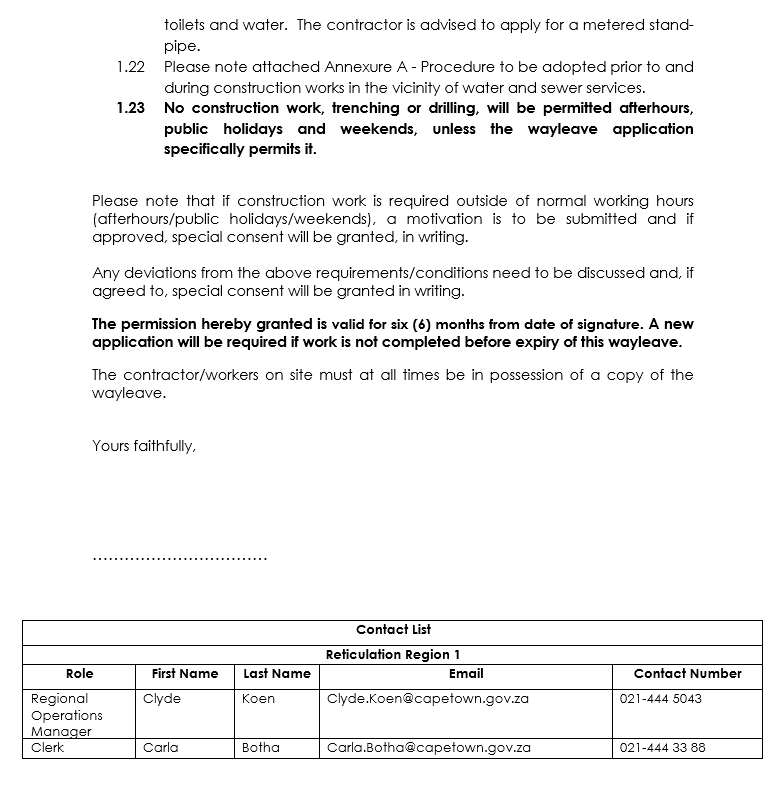 toilets and water. The contractor is advised to apply for a metered stand-
pipe.
1.22 Please note attached Annexure A - Procedure to be adopted prior to and
during construction works in the vicinity of water and sewer services.
1.23 No construction work, trenching or drilling, will be permitted afterhours,
public holidays and weekends, unless the wayleave application
specifically permits it.
Please note that if construction work is required outside of normal working hours
(afterhours/public holidays/weekends), a motivation is to be submitted and if
approved, special consent will be granted, in writing.
Any deviations from the above requirements/conditions need to be discussed and, if
agreed to, special consent will be granted in writing.
The permission hereby granted is valid for six (6) months from date of signature. A new
application will be required if work is not completed before expiry of this wayleave.
The contractor/workers on site must at all times be in possession of a copy of the
wayleave.
Yours faithfully,
.................................
Contact List
Reticulation Region 1
Role First Name Last Name Email Contact Number
Regional Clyde Koen Clyde.Koen@capetown.gov.za 021-444 5043
Operations
Manager
Clerk Carla Botha Carla.Botha@capetown.gov.za 021-444 33 88